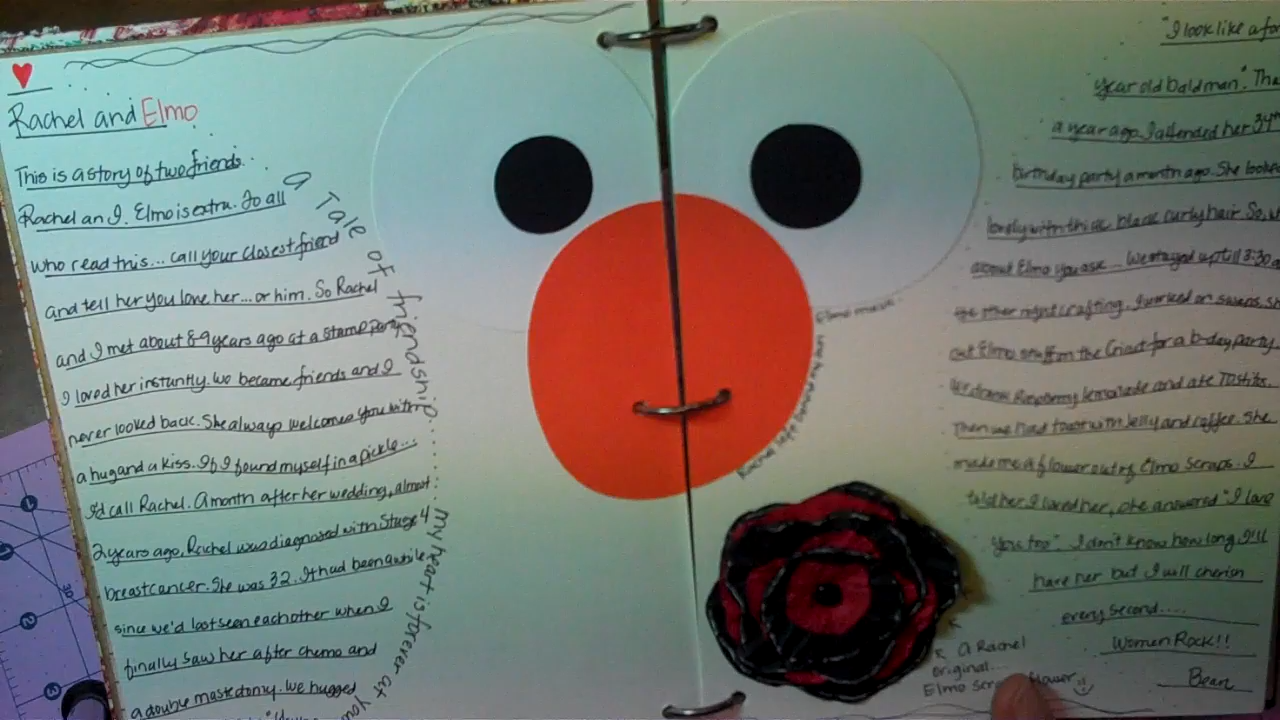 Rachel and Elmo
This is a story of two friends..
Rachel an I. Elmo is extra. To all
who read this... call your closest friend
and tell her you love her... or him. So Rachel
and I met about 8-9 years ago at a stamp party
I loved her instantly. We became friends and I
never looked back. She always welcomes you with
a hug and a kiss. If I found myself in a pickle...
I'd call Rachel. A month after her wedding, almost
2 years ago, Rachel was diagnosed with Stage 4
breast cancer. She was 32. It had been awhile
since we'd last seen each other when I
finally saw her after chemo and
a double mastectomy. We hugged
a Tale of friendship...... my heart is forever at you
"I look like a for
year old bald man". Tha
a year ago. I attended her 34th
birthday party a month ago. She looked
lovely with thick, black curly hair. So, w
about Elmo you ask... We stayed up till 3:30 a
the other night crafting. I worked on swaps, sh
cut Elmo stuff on the Cricut for a b-day party.
We drank Raspberry lemonade and ate Tostitos.
Then we had toast with jelly and coffee. She
made me a flower out of Elmo scraps. I
told her I loved her, she answered "I love
you too". I don't know how long I'll
have her but I will cherish
every second.....
Women Rock!!
Bean
Elmo makin'
A Rachel
original...
Elmo scrap flower